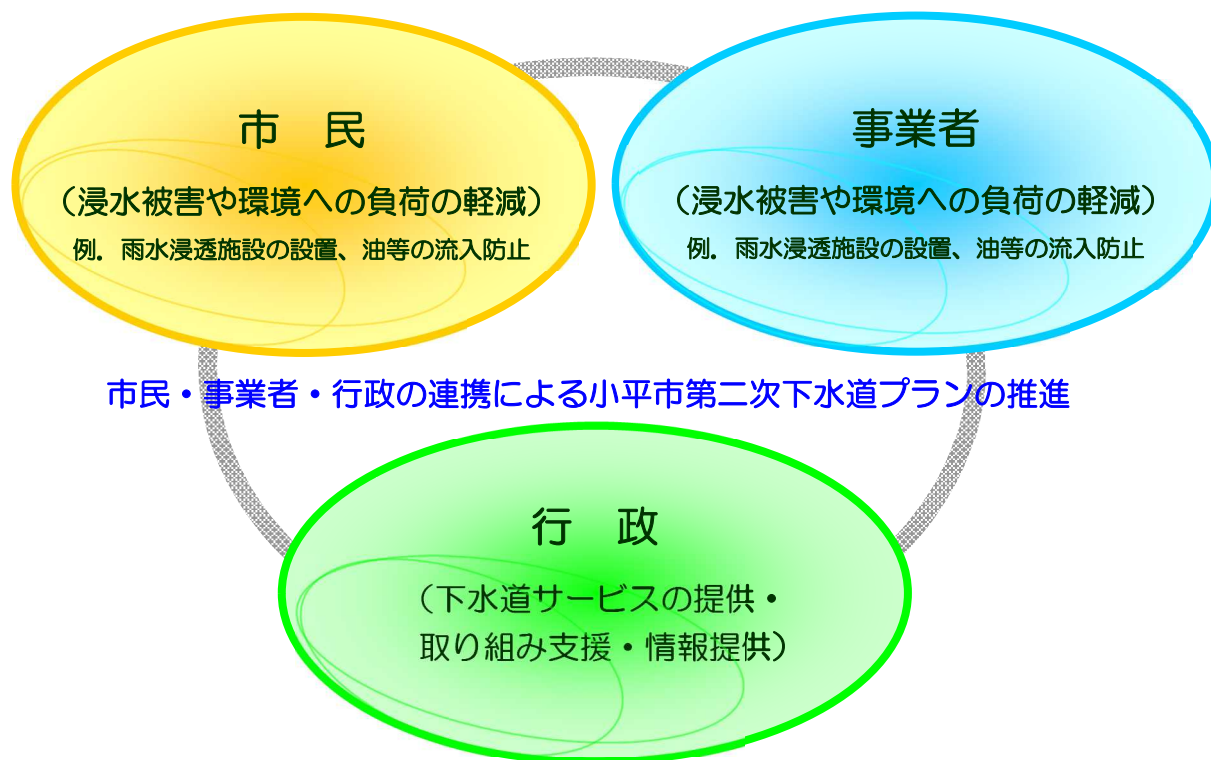 市　民
（浸水被害や環境への負荷の軽減）
例．雨水浸透施設の設置、油等の流入防止
事業者
（浸水被害や環境への負荷の軽減）
例．雨水浸透施設の設置、油等の流入防止
市民・事業者・行政の連携による小平市第二次下水道プランの推進
行　政
（下水道サービスの提供・
取り組み支援・情報提供）